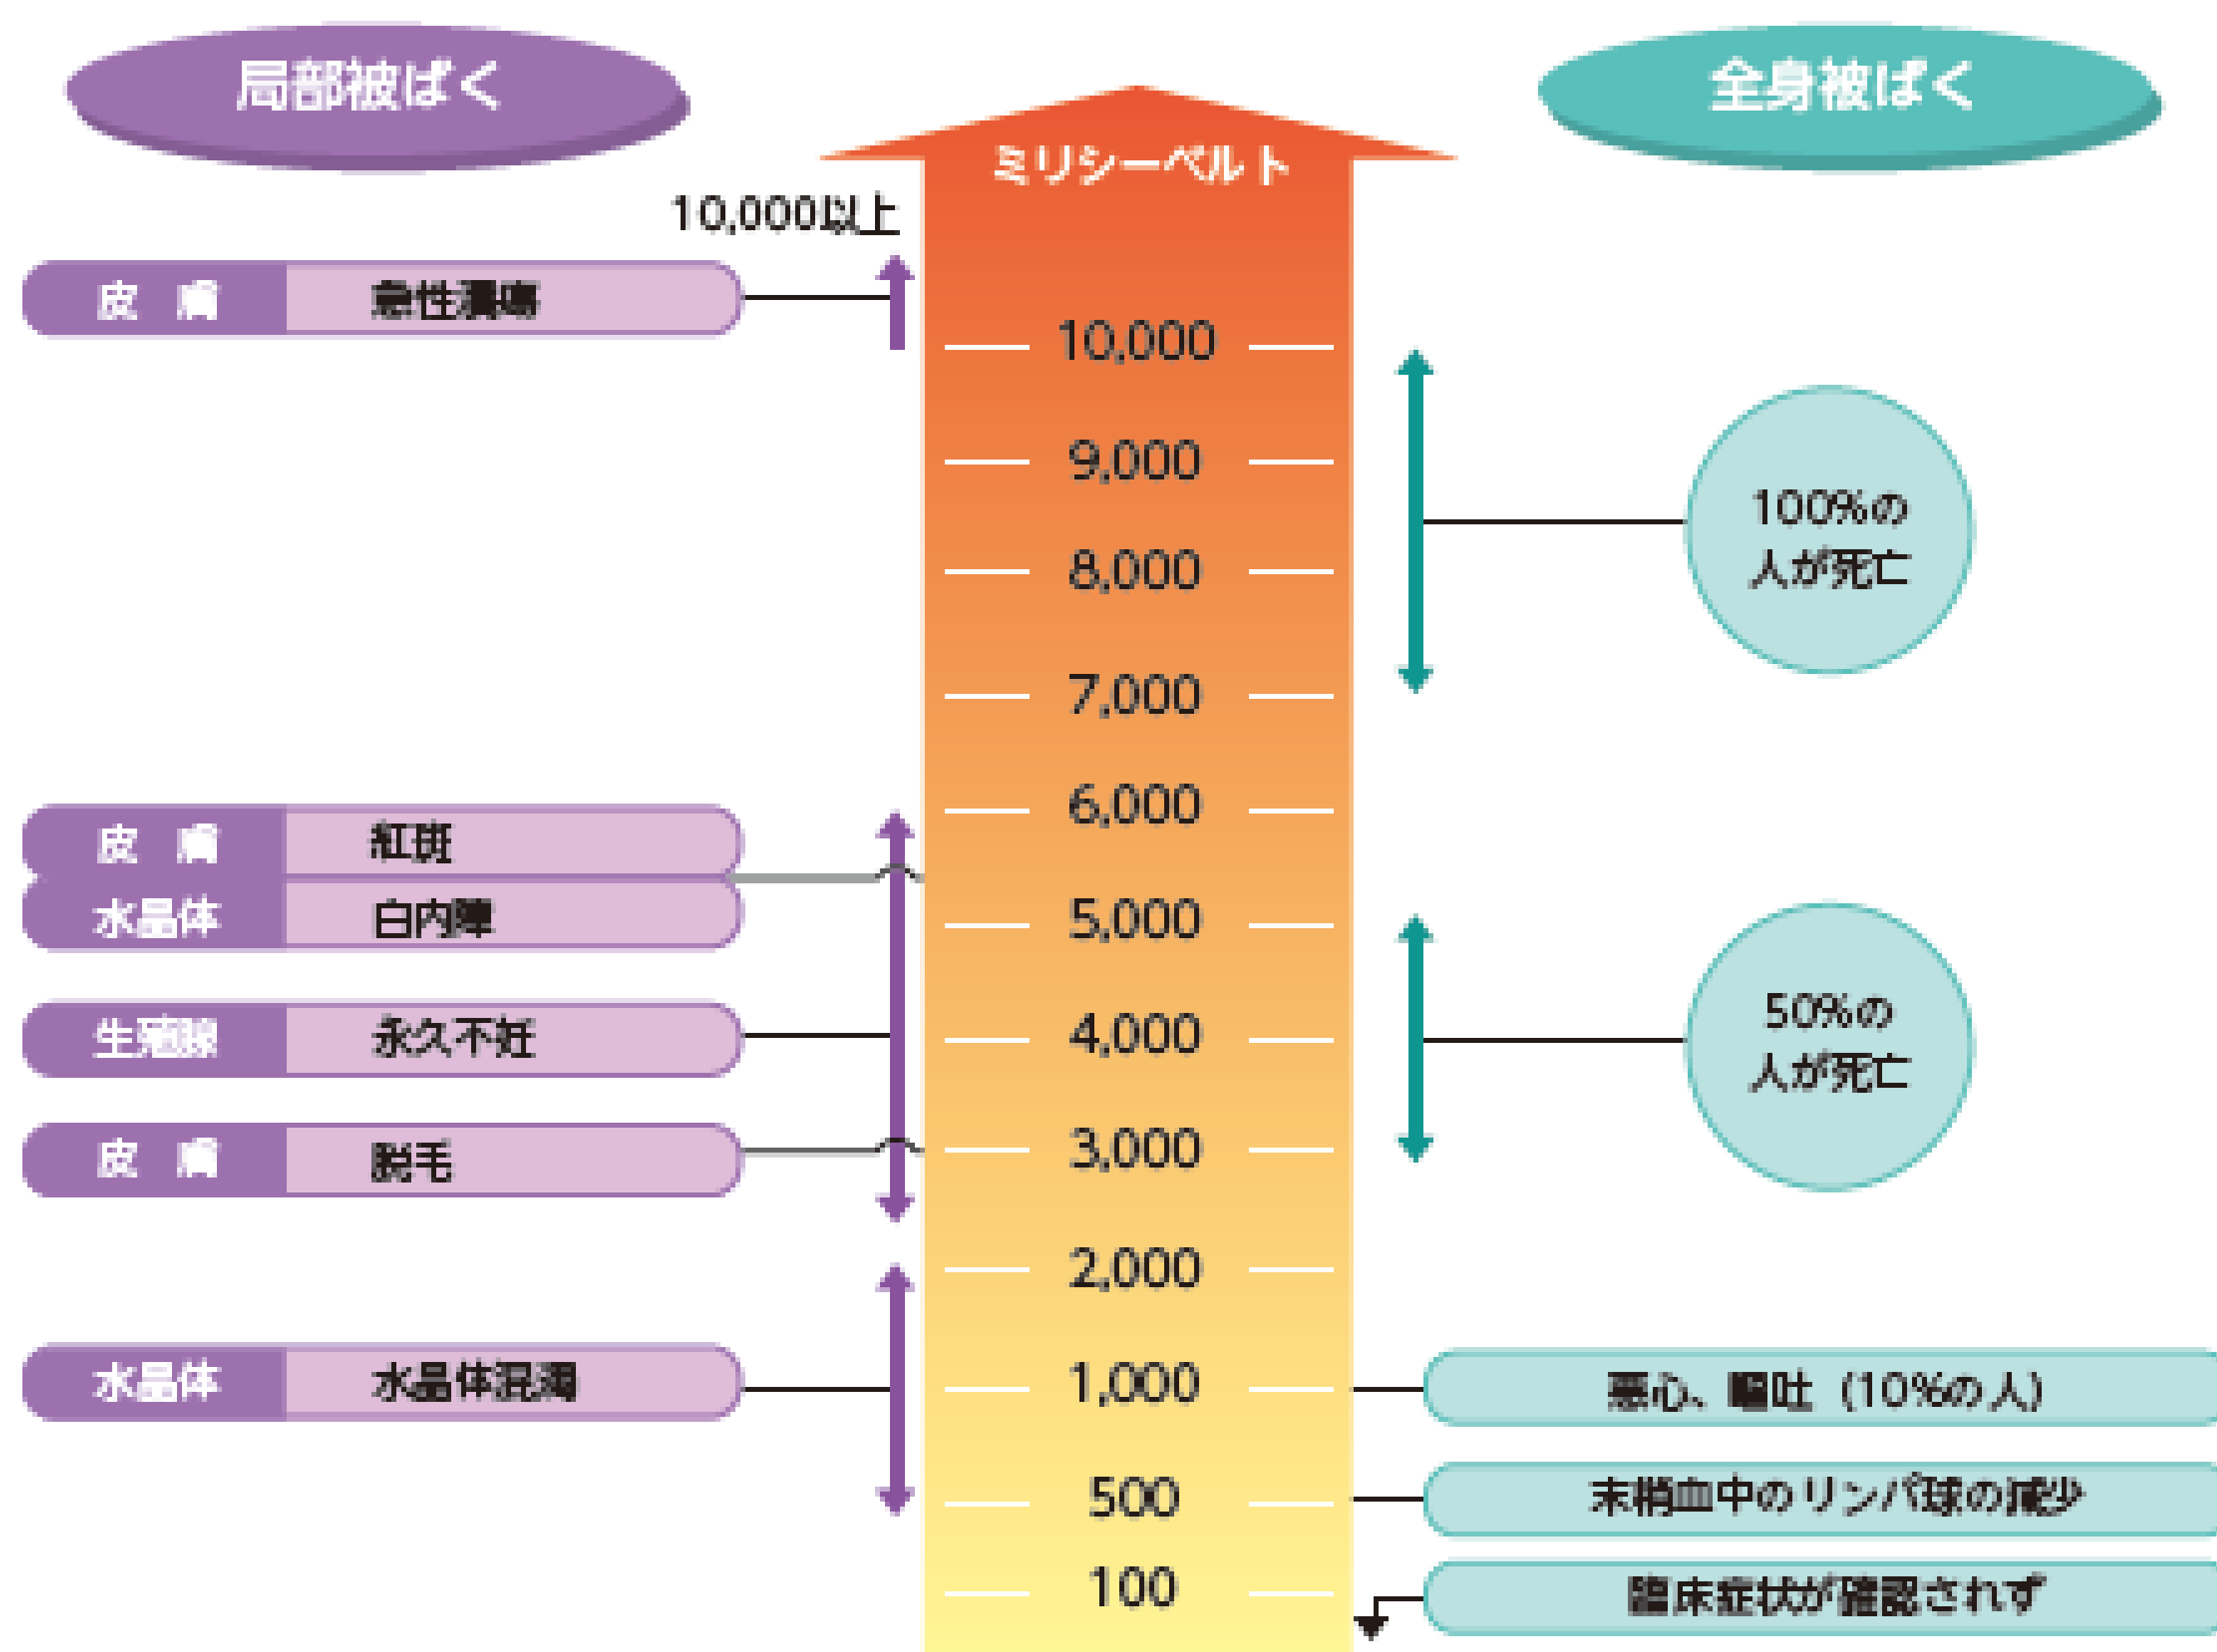 局部被ばく
全身被ばく
ミリシーベルト
10,000以上
皮 膚 急性潰瘍
10,000
9,000
100%の
人が死亡
8,000
7,000
6,000
皮 膚 紅斑
水晶体 白内障
5,000
50%の
人が死亡
生殖腺 永久不妊
4,000
皮 膚 脱毛
3,000
2,000
水晶体 水晶体混濁
1,000
悪心、嘔吐 (10%の人)
500
末梢血中のリンパ球の減少
100
臨床症状が確認されず